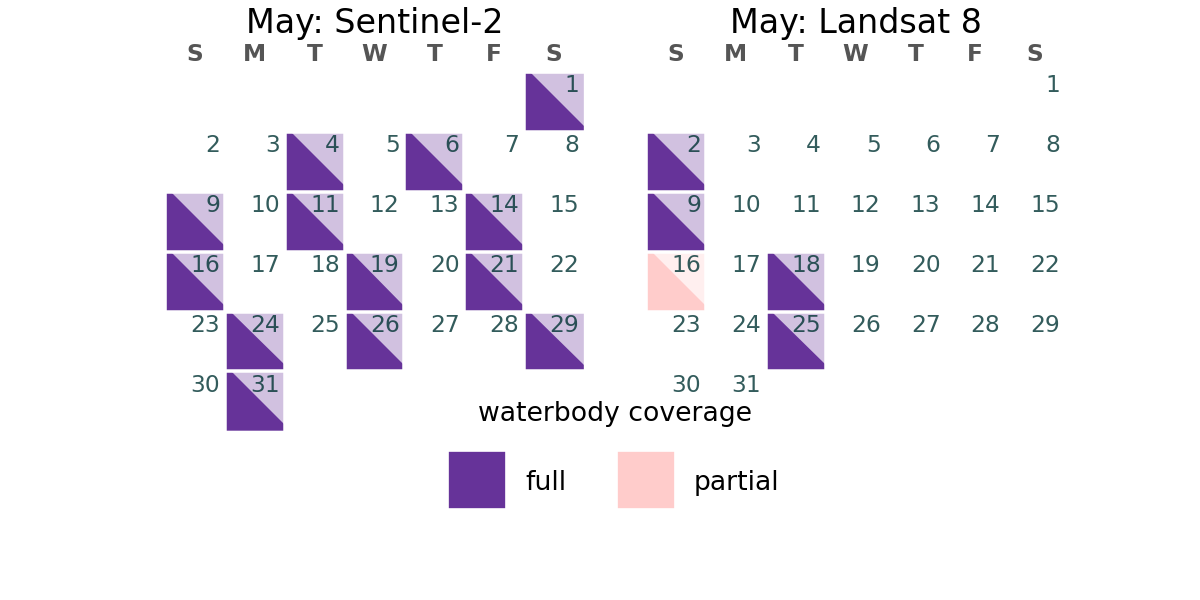 May: Sentinel-2
S M T W T F S
1
2 3 4 5 6 7 8
9 10 11 12 13 14 15
16 17 18 19 20 21 22
23 24 25 26 27 28 29
30 31
May: Landsat 8
S M T W T F S
1
2 3 4 5 6 7 8
9 10 11 12 13 14 15
16 17 18 19 20 21 22
23 24 25 26 27 28 29
30 31
waterbody coverage
full partial